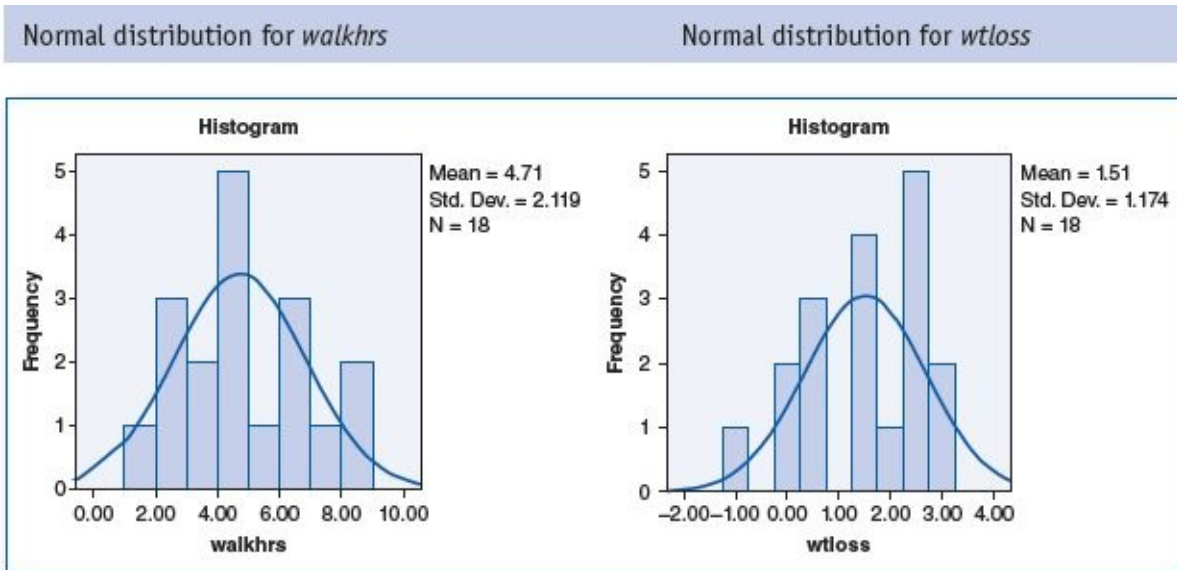 Normal distribution for walkhrs
Normal distribution for wtloss
Histogram
5
4
3
2
1
0
Frequency
0.00 2.00 4.00 6.00 8.00 10.00
walkhrs
Mean = 4.71
Std. Dev. = 2.119
N = 18
Histogram
5
4
3
2
1
0
Frequency
–2.00–1.00 0.00 1.00 2.00 3.00 4.00
wtloss
Mean = 1.51
Std. Dev. = 1.174
N = 18